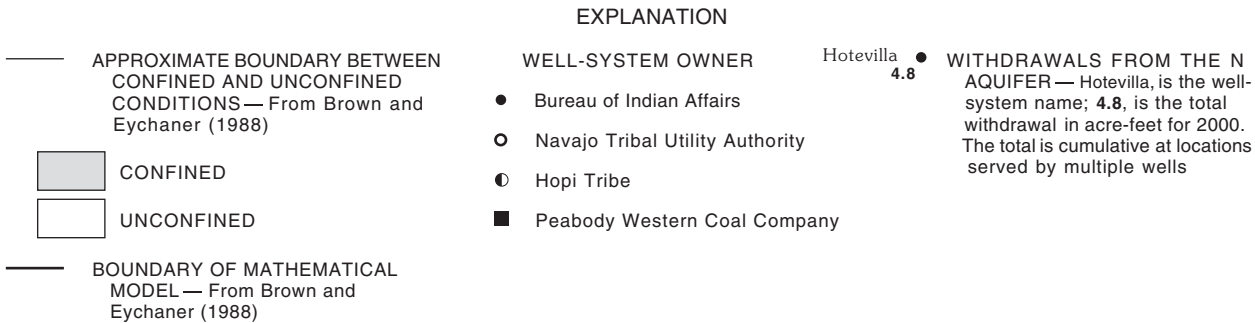 EXPLANATION
APPROXIMATE BOUNDARY BETWEEN
CONFINED AND UNCONFINED
CONDITIONS — From Brown and
Eychaner (1988)
CONFINED
UNCONFINED
BOUNDARY OF MATHEMATICAL
MODEL — From Brown and
Eychaner (1988)
WELL-SYSTEM OWNER
Bureau of Indian Affairs
Navajo Tribal Utility Authority
Hopi Tribe
Peabody Western Coal Company
Hotevilla
4.8
WITHDRAWALS FROM THE N
AQUIFER — Hotevilla, is the well-
system name; 4.8, is the total
withdrawal in acre-feet for 2000.
The total is cumulative at locations
served by multiple wells